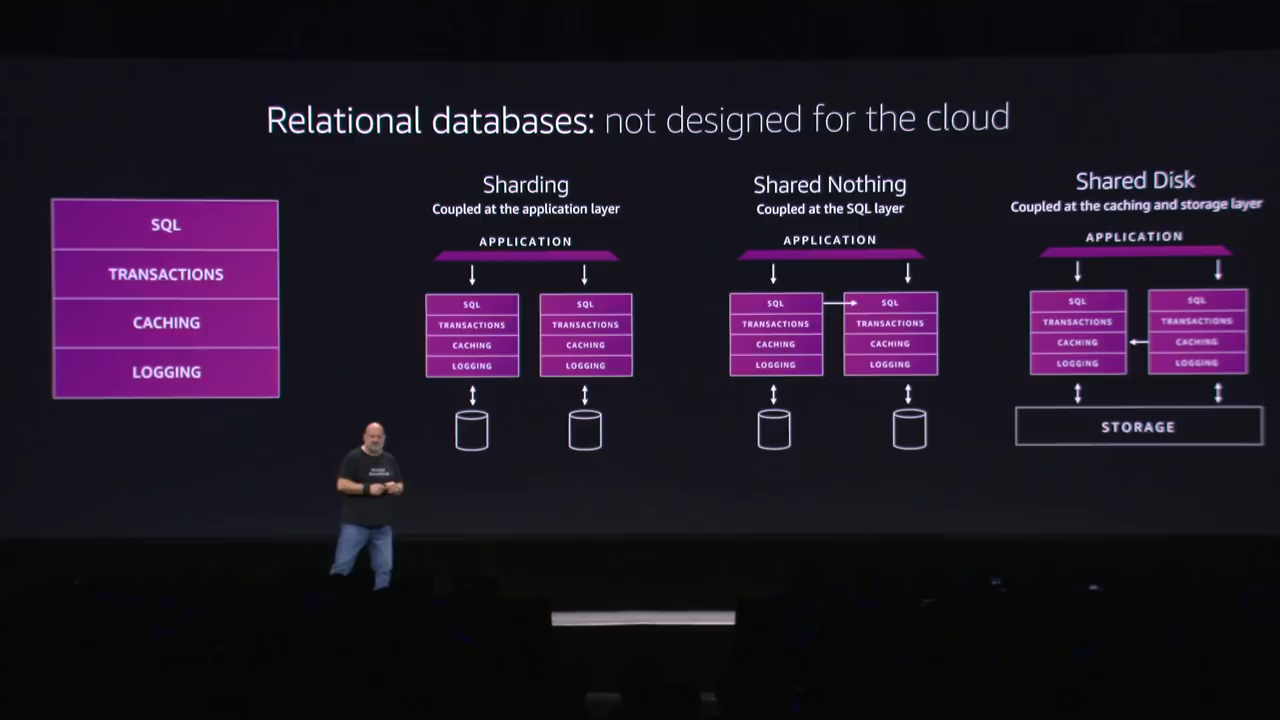 Relational databases: not designed for the cloud
SQL
TRANSACTIONS
CACHING
LOGGING
Sharding
Coupled at the application layer
APPLICATION
SQL
TRANSACTIONS
CACHING
LOGGING
SQL
TRANSACTIONS
CACHING
LOGGING
Shared Nothing
Coupled at the SQL layer
APPLICATION
SQL
TRANSACTIONS
CACHING
LOGGING
SQL
TRANSACTIONS
CACHING
LOGGING
Shared Disk
Coupled at the caching and storage layer
APPLICATION
SQL
TRANSACTIONS
CACHING
LOGGING
SQL
TRANSACTIONS
CACHING
LOGGING
STORAGE